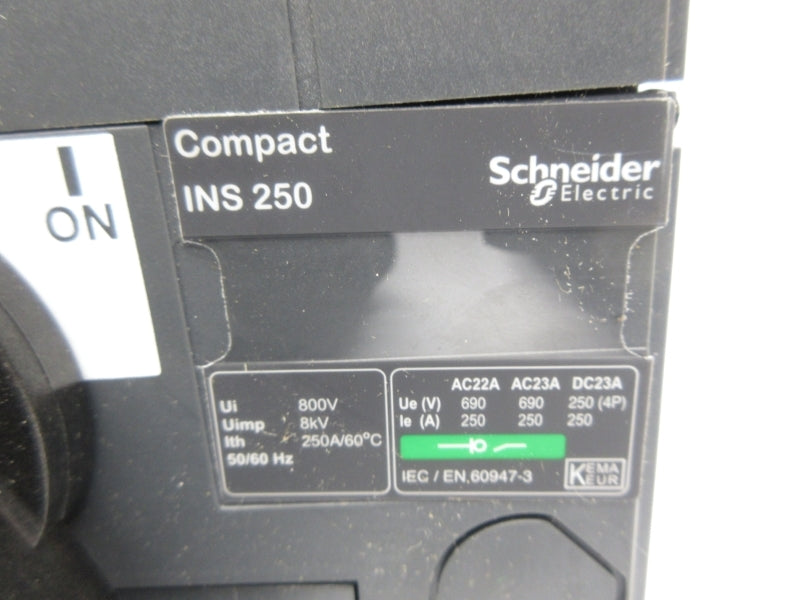 Compact
INS 250
Schneider
Electric
I
ON
Ui 800V
Uimp 8kV
Ith 250A/60°C
50/60 Hz
AC22A AC23A DC23A
Ue (V) 690 690 250 (4P)
Ie (A) 250 250 250
IEC / EN.60947-3
KEMA
KEUR